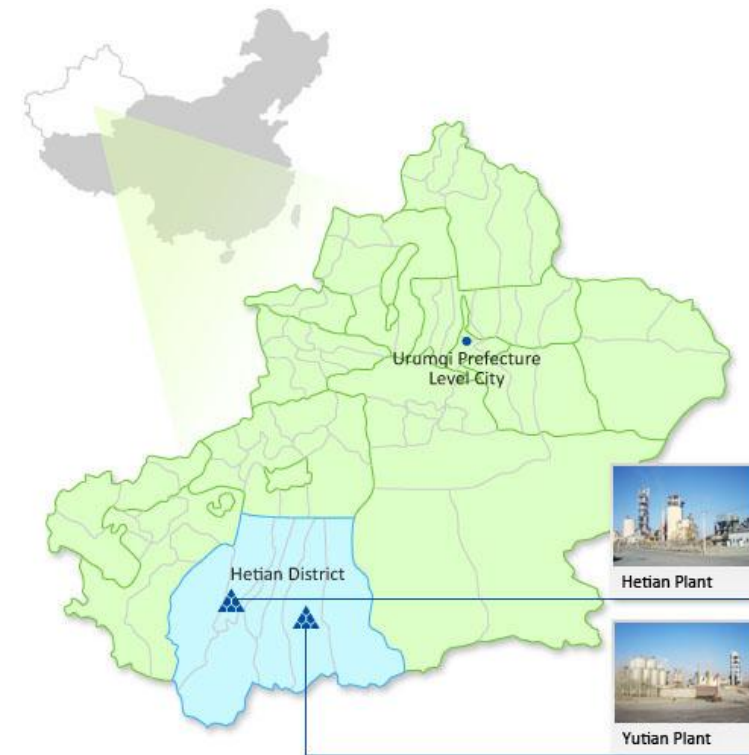 Urumqi Prefecture
Level City
Hetian District
Hetian Plant
Yutian Plant